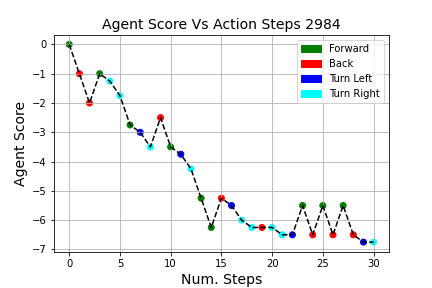 Agent Score Vs Action Steps 2984
Agent Score
0
−1
−2
−3
−4
−5
−6
−7
Forward
Back
Turn Left
Turn Right
0 5 10 15 20 25 30
Num. Steps